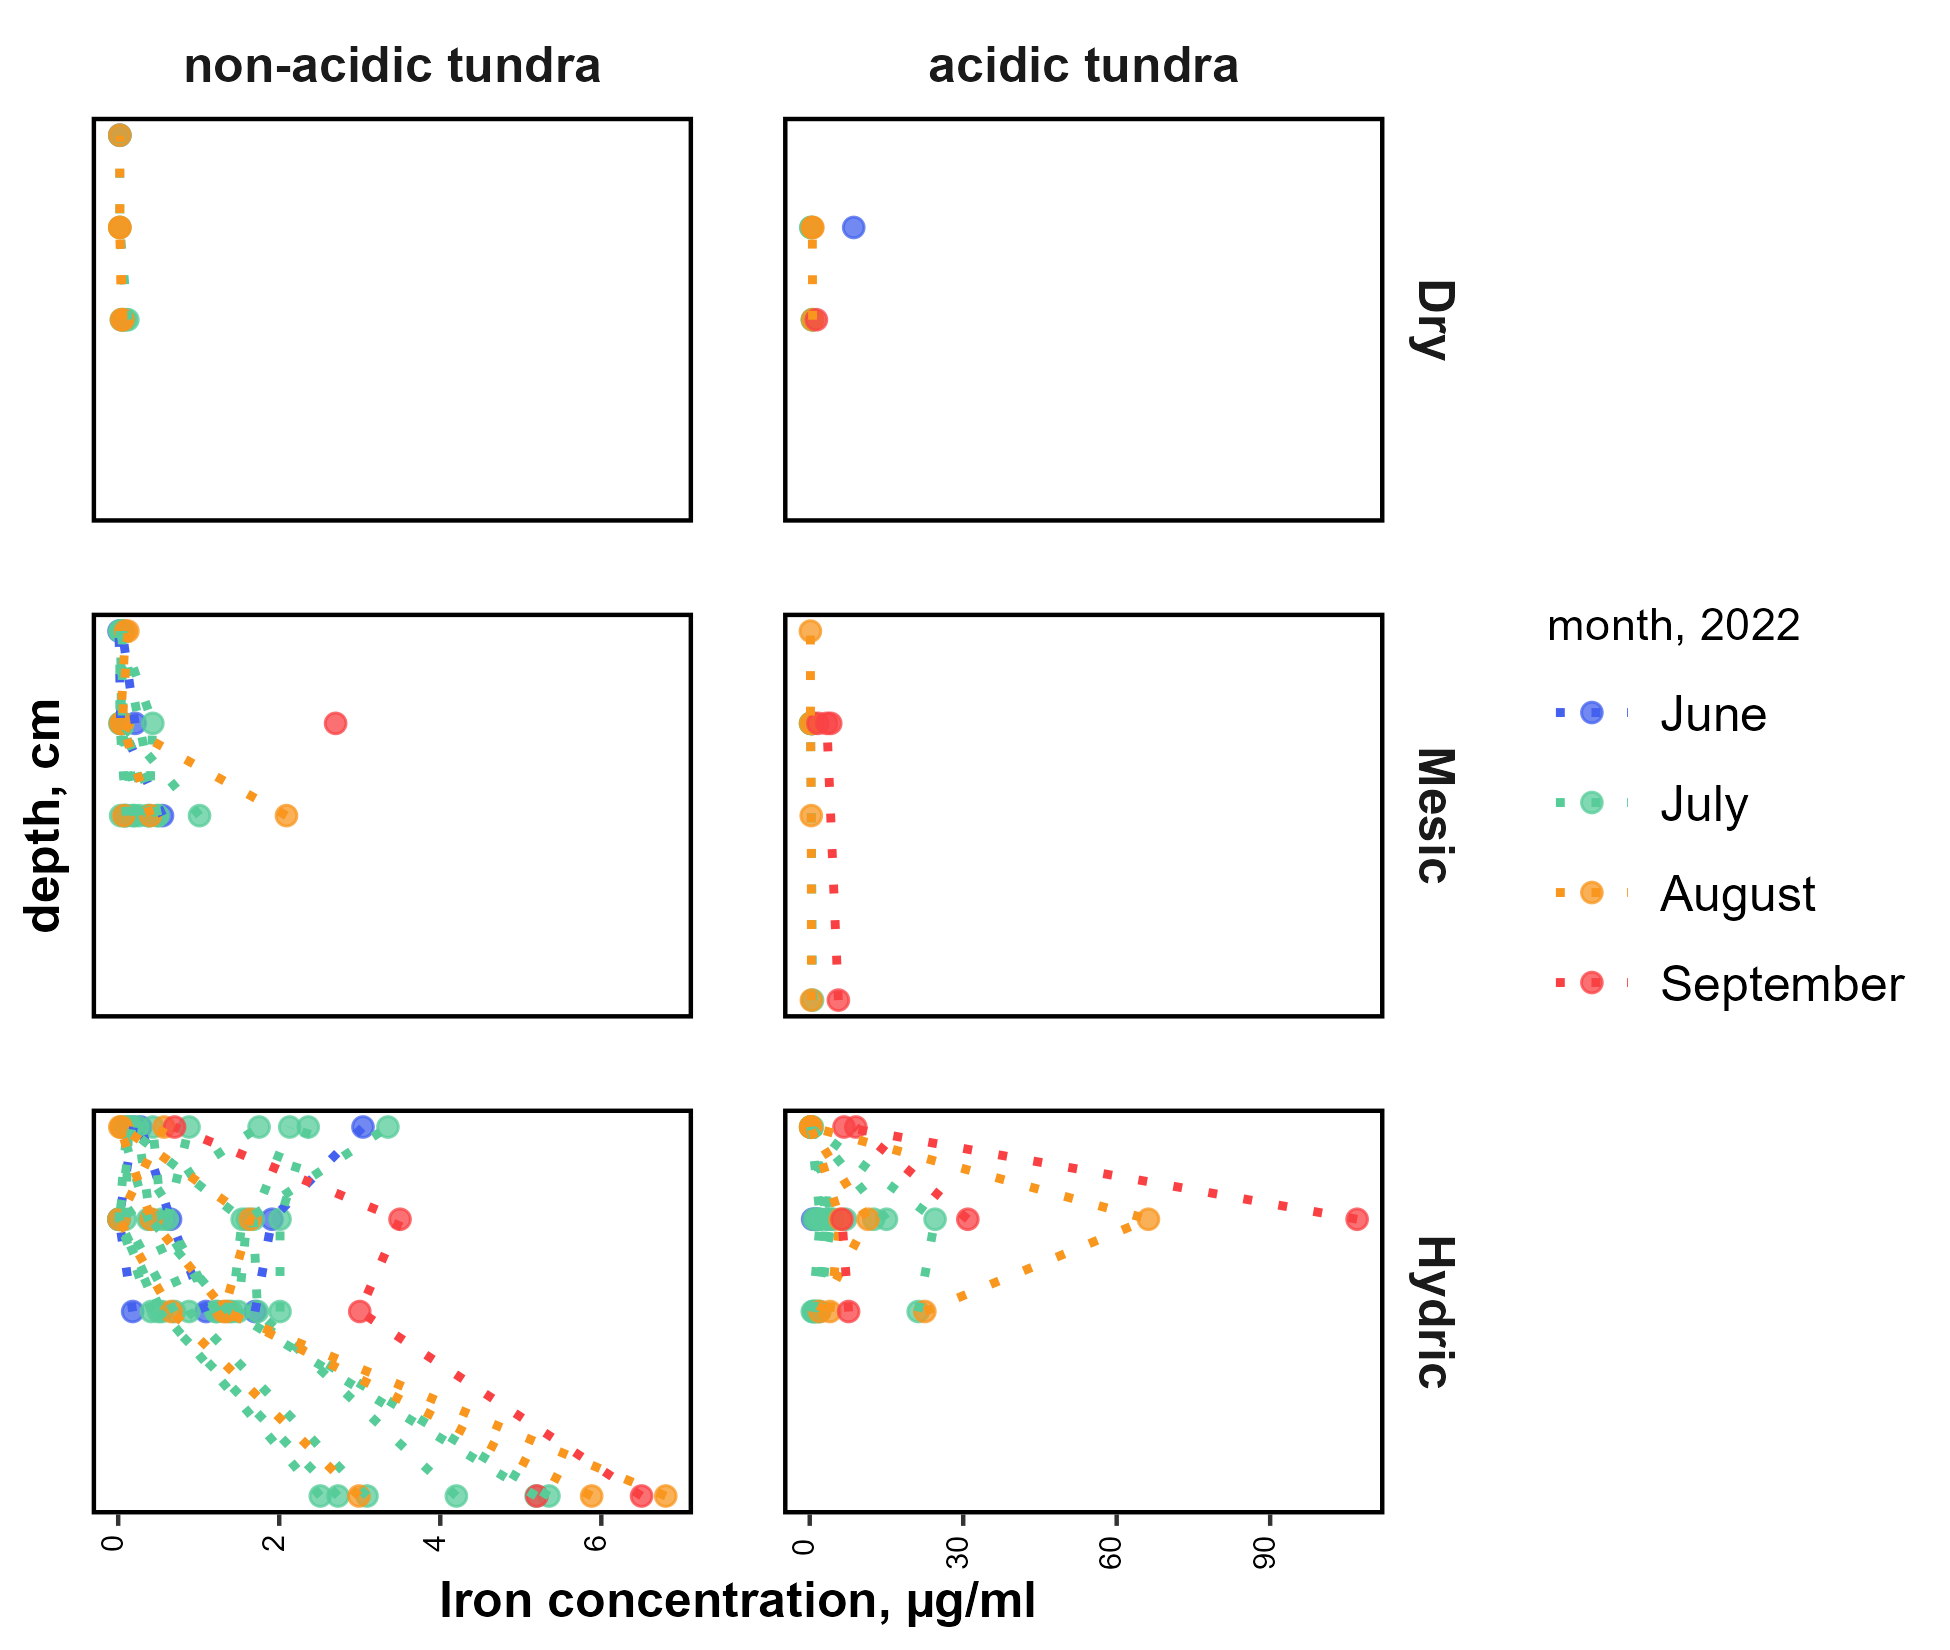 non-acidic tundra
acidic tundra
Dry
Mesic
Hydric
depth, cm
month, 2022
June
July
August
September
0
2
4
6
0
30
60
90
Iron concentration, µg/ml